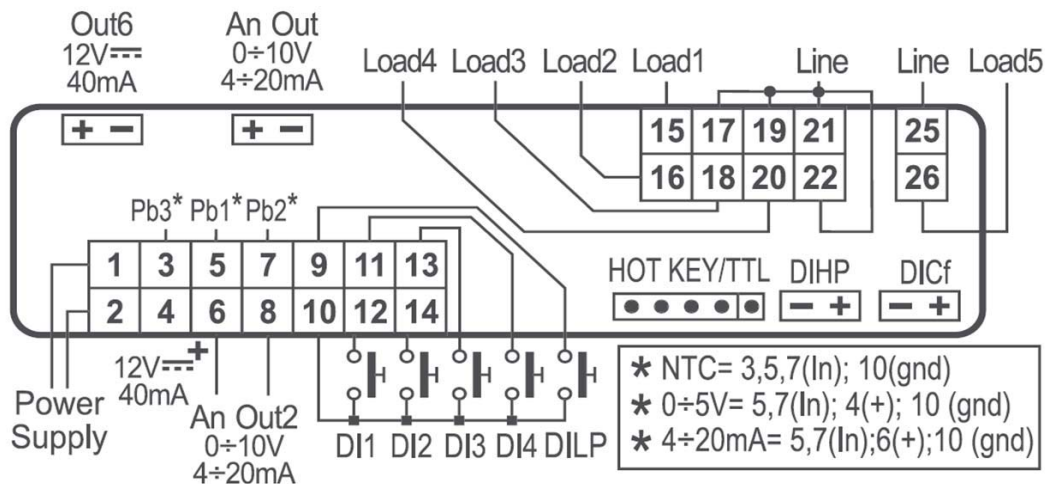 Out6 An Out
12V⎓ 0÷10V
40mA 4÷20mA
Load4 Load3 Load2 Load1 Line Line Load5
+ − + −
15 17 19 21 25
16 18 20 22 26
Pb3* Pb1* Pb2*
1 3 5 7 9 11 13
2 4 6 8 10 12 14
HOT KEY/TTL DIHP DICf
− + − +
12V⎓ +
40mA
Power
Supply
An Out2
0÷10V
4÷20mA
DI1 DI2 DI3 DI4 DILP
* NTC= 3,5,7(In); 10(gnd)
* 0÷5V= 5,7(In); 4(+); 10 (gnd)
* 4÷20mA= 5,7(In);6(+);10 (gnd)